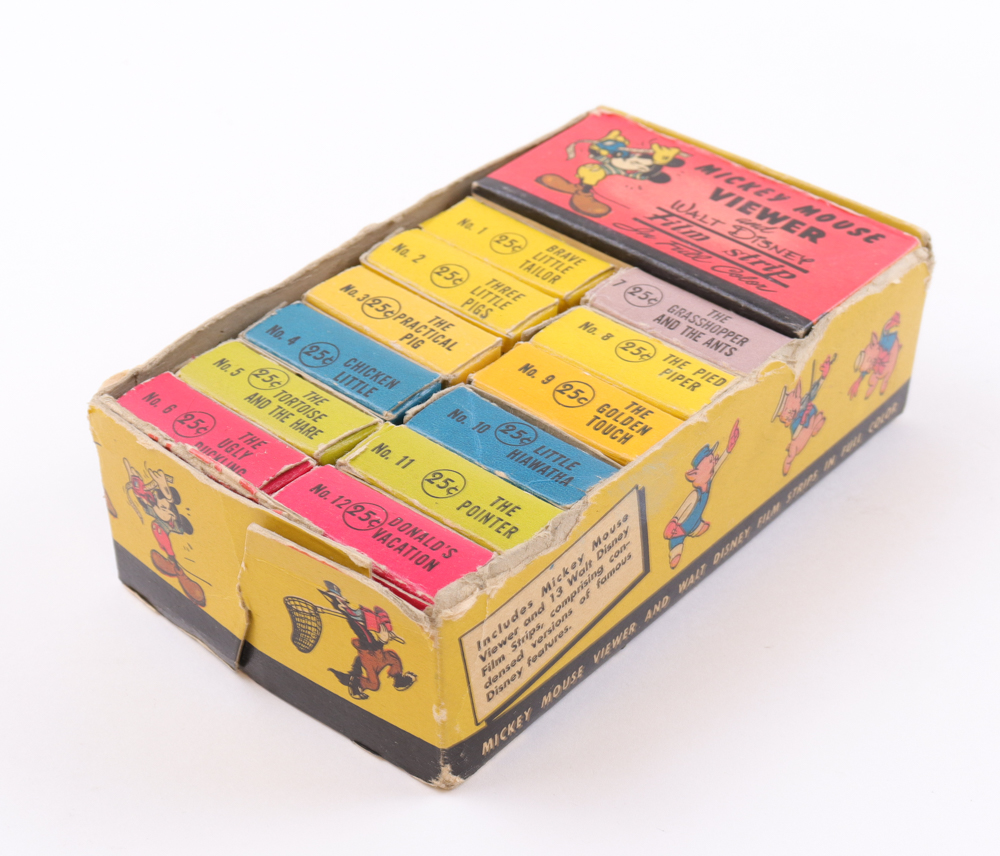 MICKEY MOUSE
VIEWER
and
WALT DISNEY
Film Strip
In Full Color
No. 1 25¢ BRAVE
LITTLE
TAILOR
No. 2 25¢ THREE
LITTLE
PIGS
No. 3 25¢ THE
PRACTICAL
PIG
No. 4 25¢ CHICKEN
LITTLE
No. 5 25¢ THE
TORTOISE
AND THE HARE
No. 6 25¢ THE
UGLY
DUCKLING
7 25¢ THE
GRASSHOPPER
AND THE ANTS
No. 8 25¢ THE PIED
PIPER
No. 9 25¢ THE
GOLDEN
TOUCH
No. 10 25¢ LITTLE
HIAWATHA
No. 11 25¢ THE
POINTER
No. 12 25¢ DONALD'S
VACATION
Includes Mickey Mouse
Viewer and 13 Walt Disney
Film Strips, comprising con-
densed versions of famous
Disney features.
MICKEY MOUSE VIEWER AND WALT DISNEY FILM STRIPS IN FULL COLOR